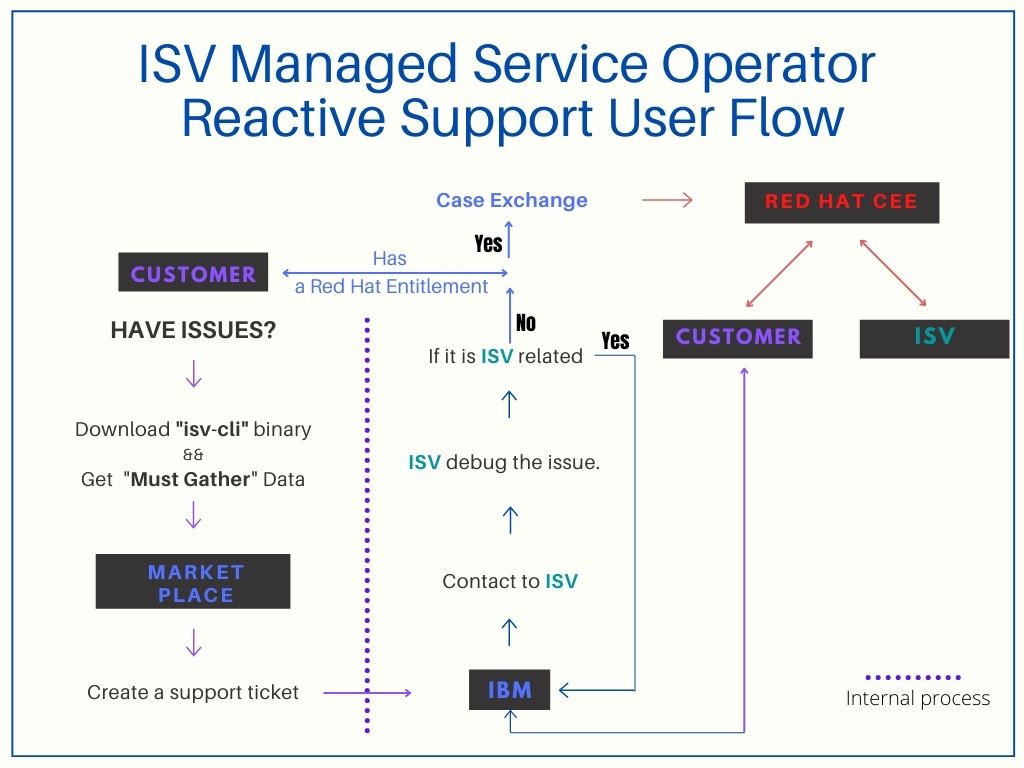 ISV Managed Service Operator
Reactive Support User Flow
CUSTOMER
HAVE ISSUES?
Download "isv-cli" binary
&&
Get "Must Gather" Data
MARKET
PLACE
Create a support ticket
Case Exchange
Yes
Has
a Red Hat Entitlement
No
If it is ISV related
Yes
ISV debug the issue.
Contact to ISV
IBM
RED HAT CEE
CUSTOMER
ISV
Internal process